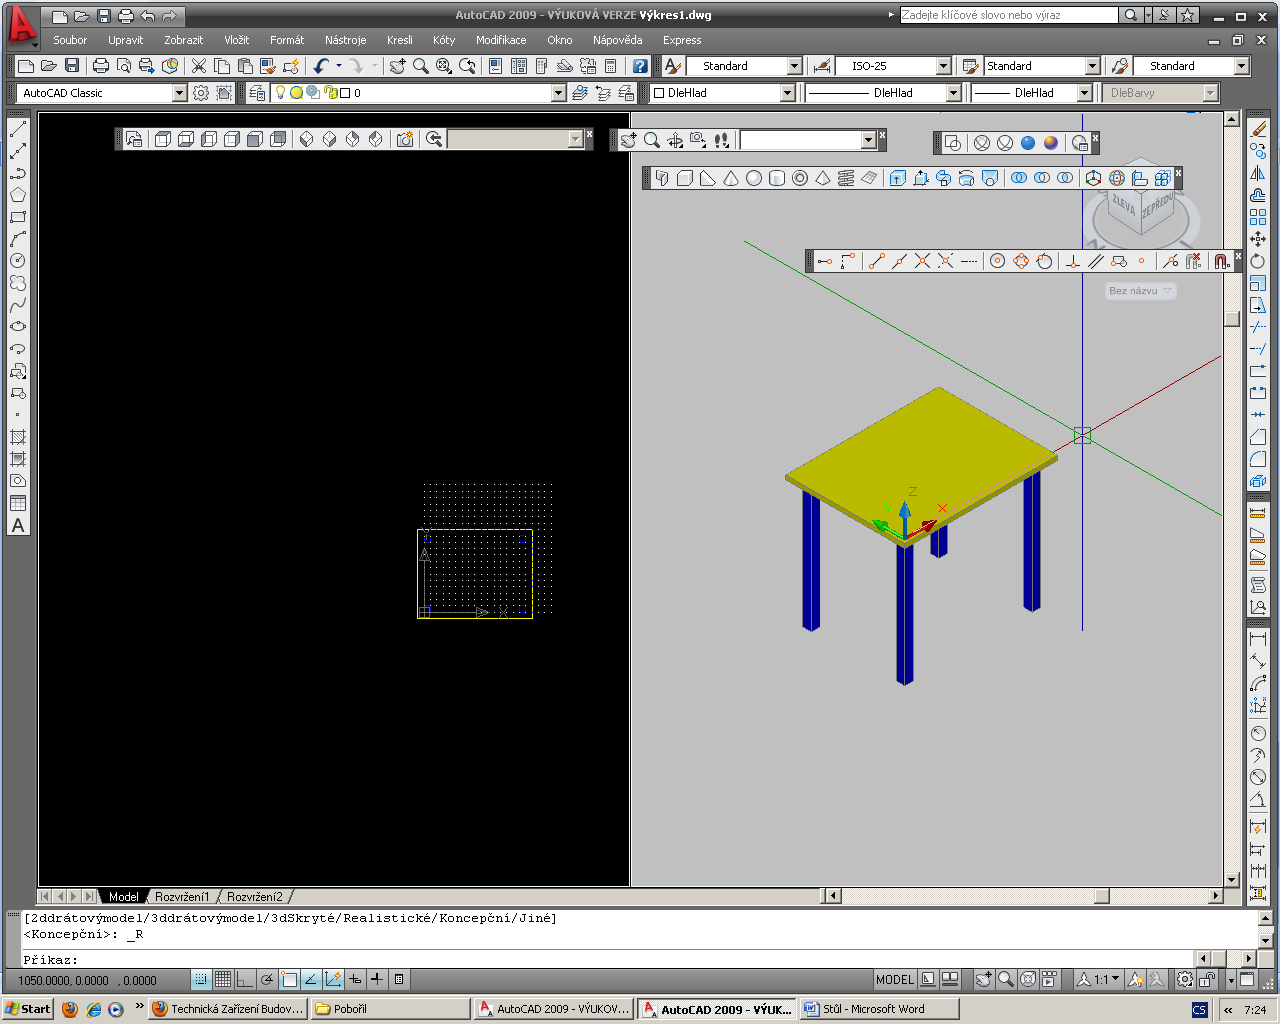 AutoCAD 2009 - VÝUKOVÁ VERZE Výkres1.dwg
Zadejte klíčové slovo nebo výraz
Soubor Upravit Zobrazit Vložit Formát Nástroje Kresli Kóty Modifikace Okno Nápověda Express
Standard ISO-25 Standard Standard
AutoCAD Classic 0 DleHlad DleHlad DleHlad DleBarvy
ZLEVA ZEPŘEDU
Bez názvu
Z
Y X
Y
X
Model Rozvržení1 Rozvržení2
[2ddrátovýmodel/3ddrátovýmodel/3dSkryté/Realistické/Koncepční/Jiné]
<Koncepční>: _R
Příkaz:
1050.0000, 0.0000 , 0.0000 MODEL 1:1
Start » Technická Zařízení Budov... Pobořil AutoCAD 2009 - VÝUKOV... AutoCAD 2009 - VÝUK... Stůl - Microsoft Word CS « 7:24